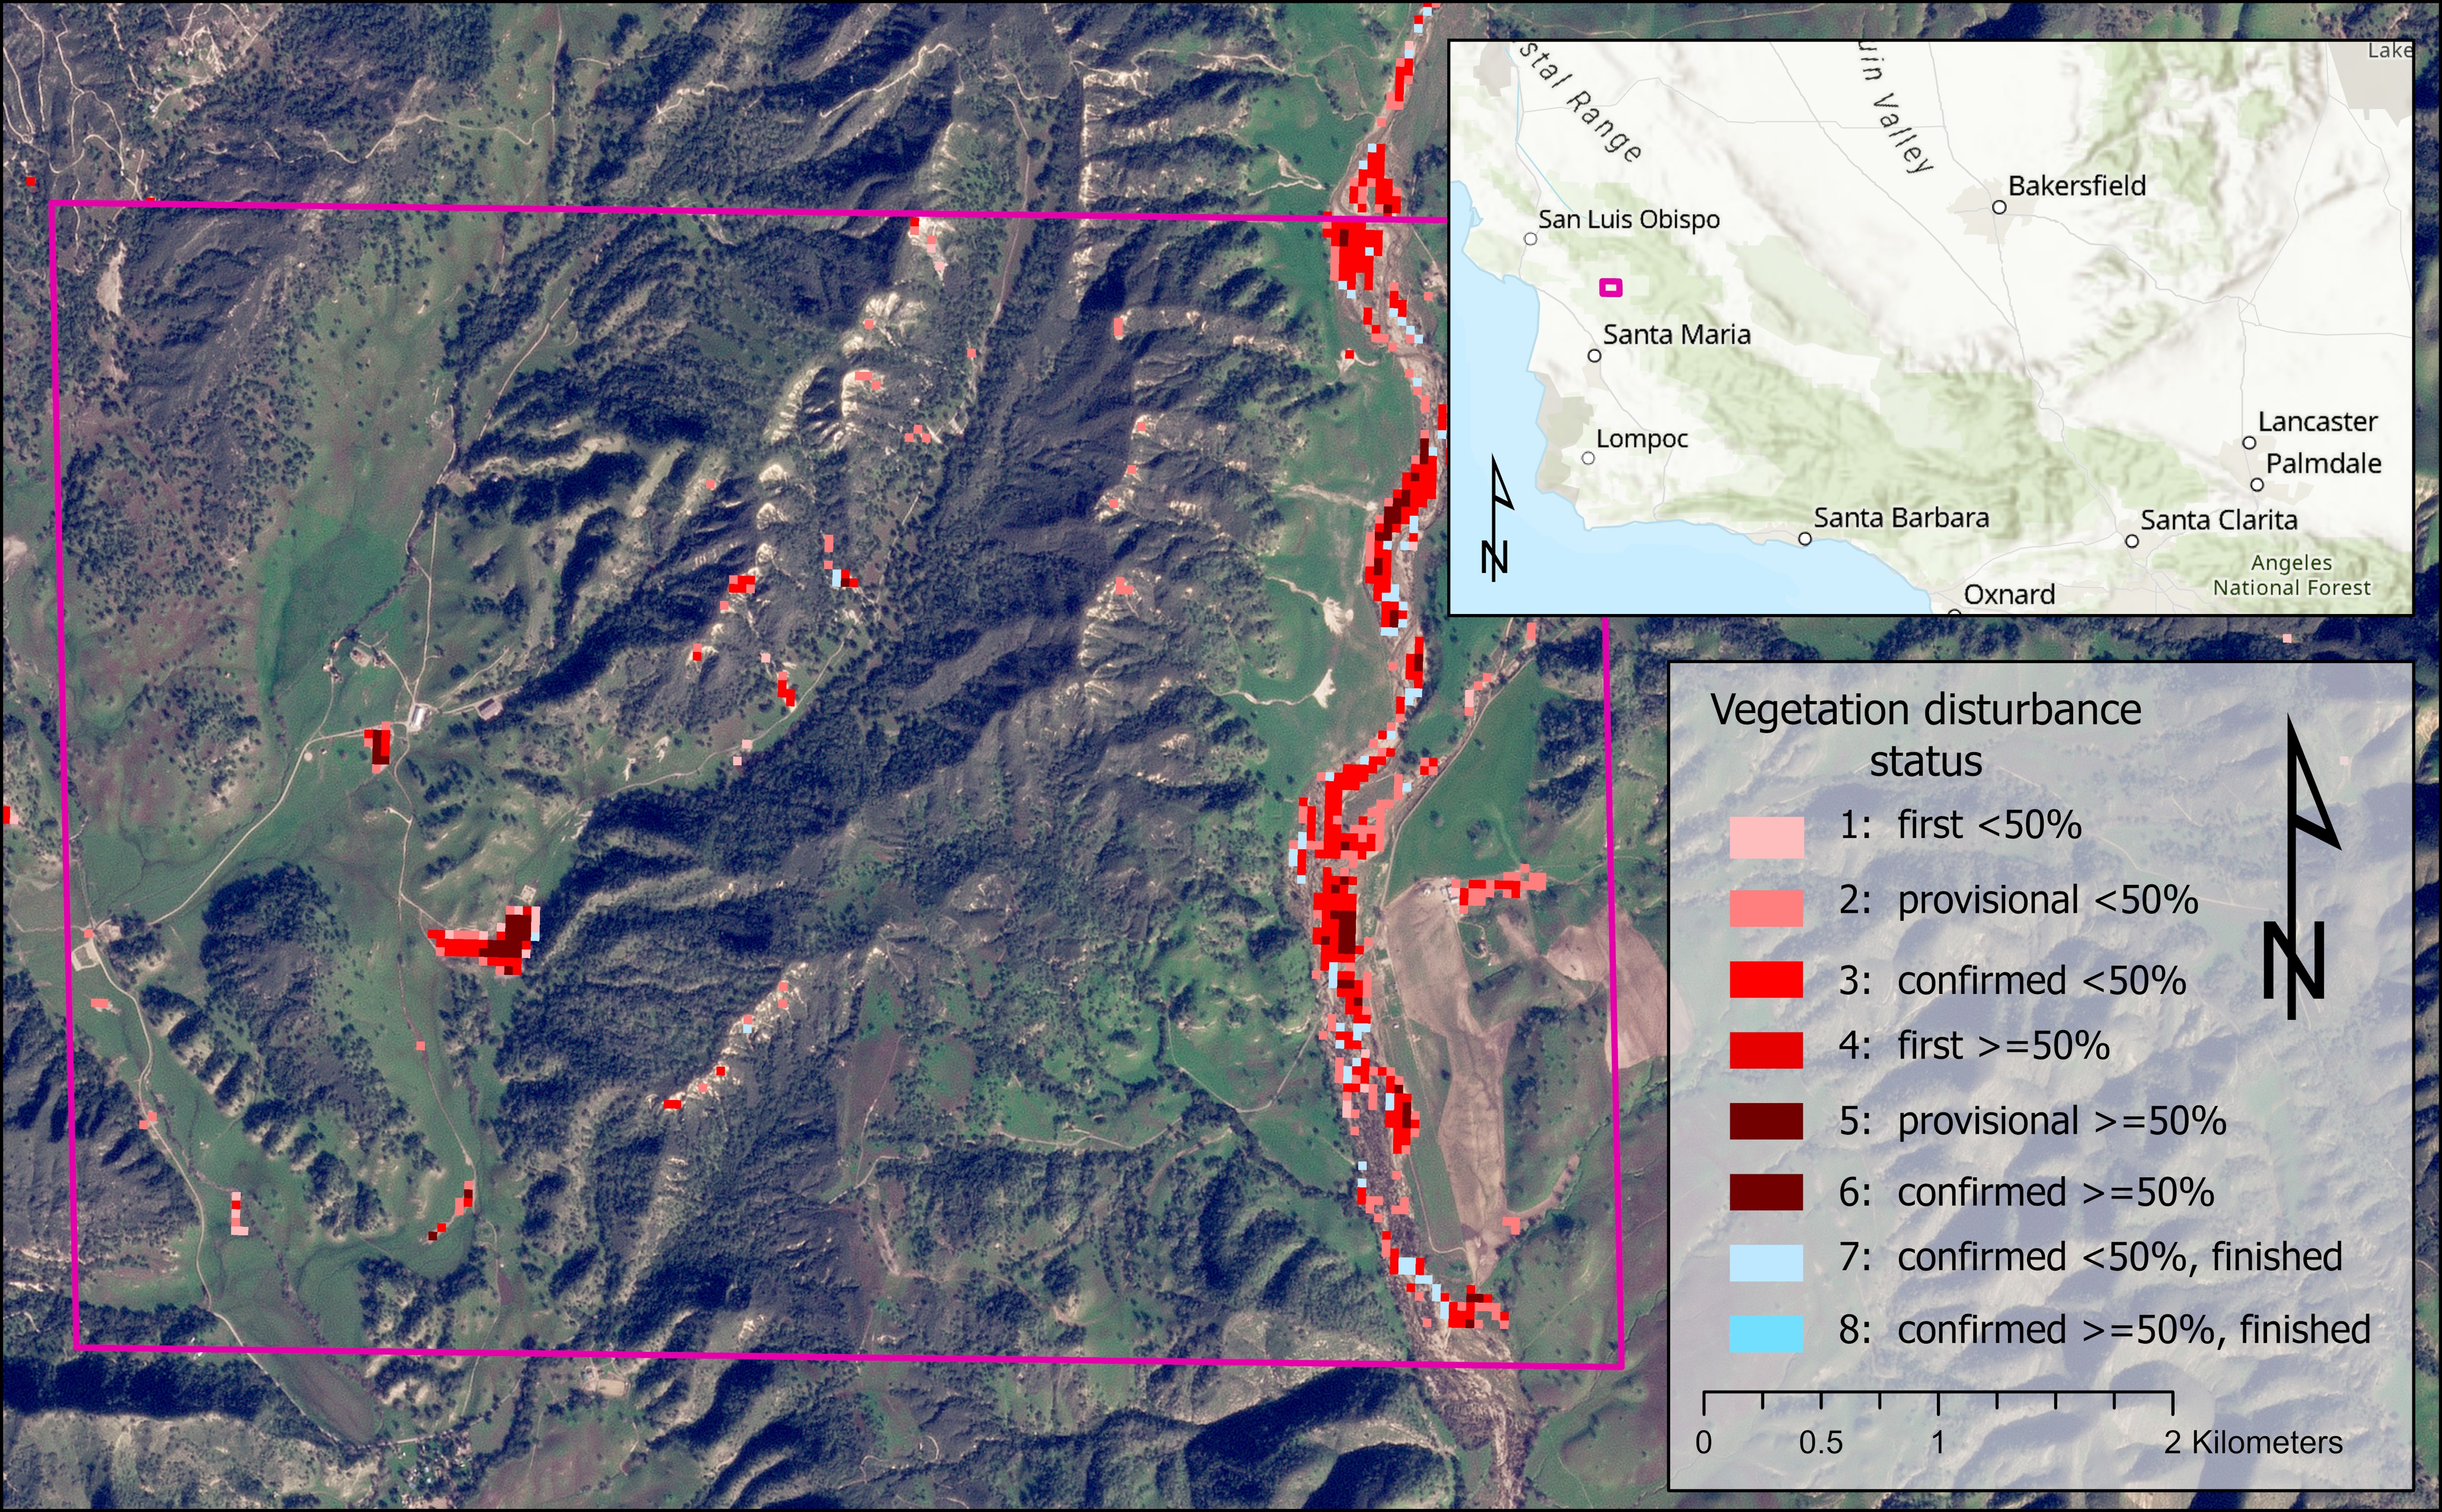 Lake
stal Range
uin Valley
Bakersfield
San Luis Obispo
Santa Maria
Lancaster
Lompoc
Palmdale
Santa Barbara
Santa Clarita
N
Angeles
National Forest
Oxnard
Vegetation disturbance
status
1: first <50%
2: provisional <50%
3: confirmed <50%
N
4: first >=50%
5: provisional >=50%
6: confirmed >=50%
7: confirmed <50%, finished
8: confirmed >=50%, finished
0 0.5 1 2 Kilometers